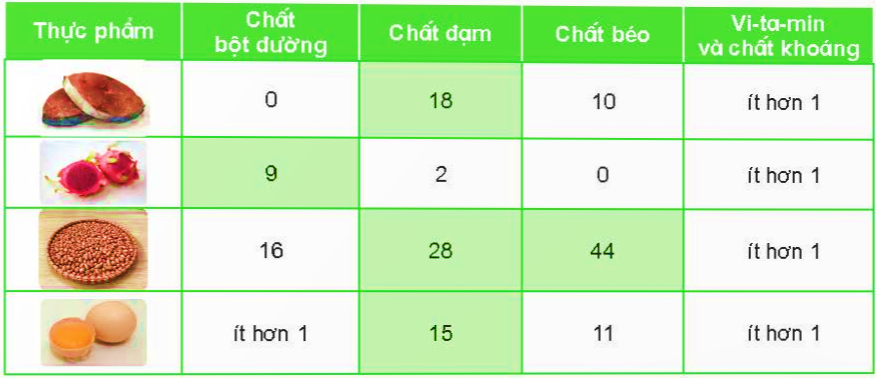 Thực phẩm
Chất
bột đường
Chất đạm
Chất béo
Vi-ta-min
và chất khoáng
0
18
10
ít hơn 1
9
2
0
ít hơn 1
16
28
44
ít hơn 1
ít hơn 1
15
11
ít hơn 1